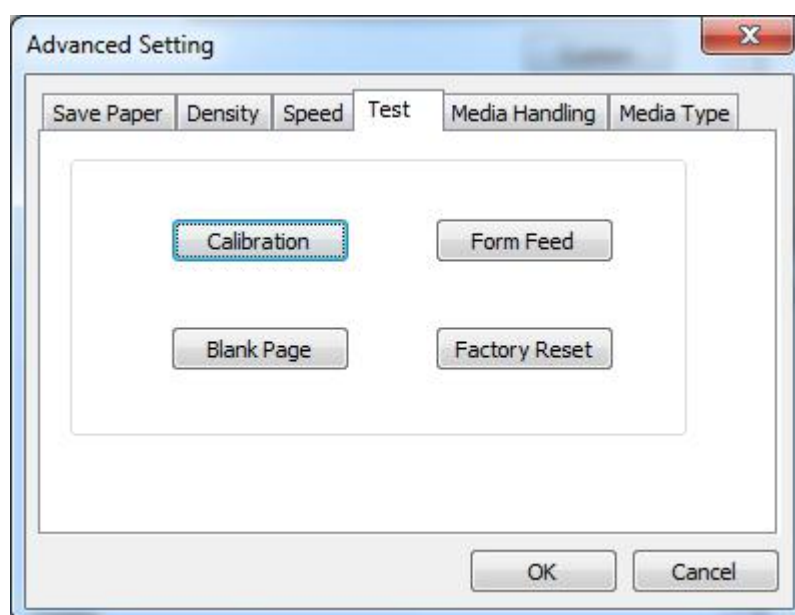 Advanced Setting
Save Paper Density Speed Test Media Handling Media Type
Calibration Form Feed
Blank Page Factory Reset
OK Cancel